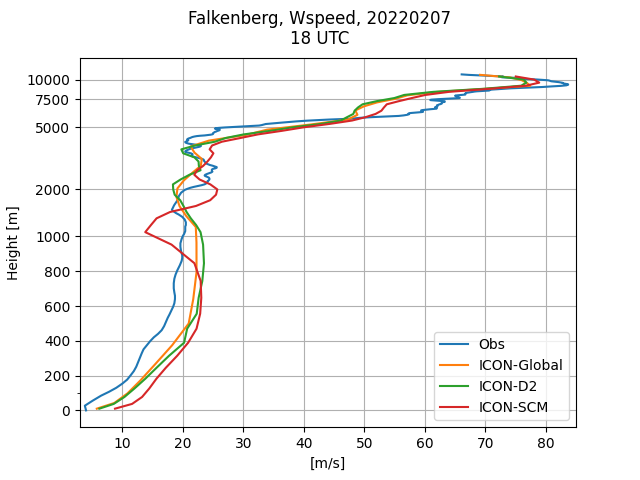 Falkenberg, Wspeed, 20220207
18 UTC
10000
7500
5000
2000
1000
800
600
400
200
0
Height [m]
10 20 30 40 50 60 70 80
[m/s]
Obs
ICON-Global
ICON-D2
ICON-SCM